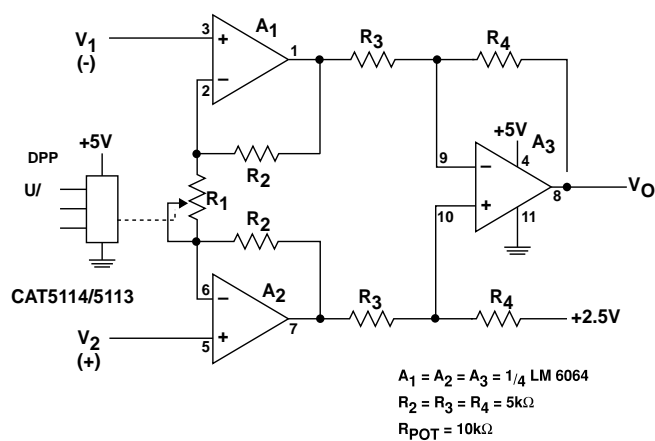 A1
R3
R4
V1
(-)
3
+
1
−
2
+5V
A3
+5V
DPP
R2
9
−
4
U/
R1
8
VO
10
+
11
R2
CAT5114/5113
6
−
A2
7
R3
R4
+2.5V
V2
(+)
5
+
A1 = A2 = A3 = 1/4 LM 6064
R2 = R3 = R4 = 5kΩ
RPOT = 10kΩ